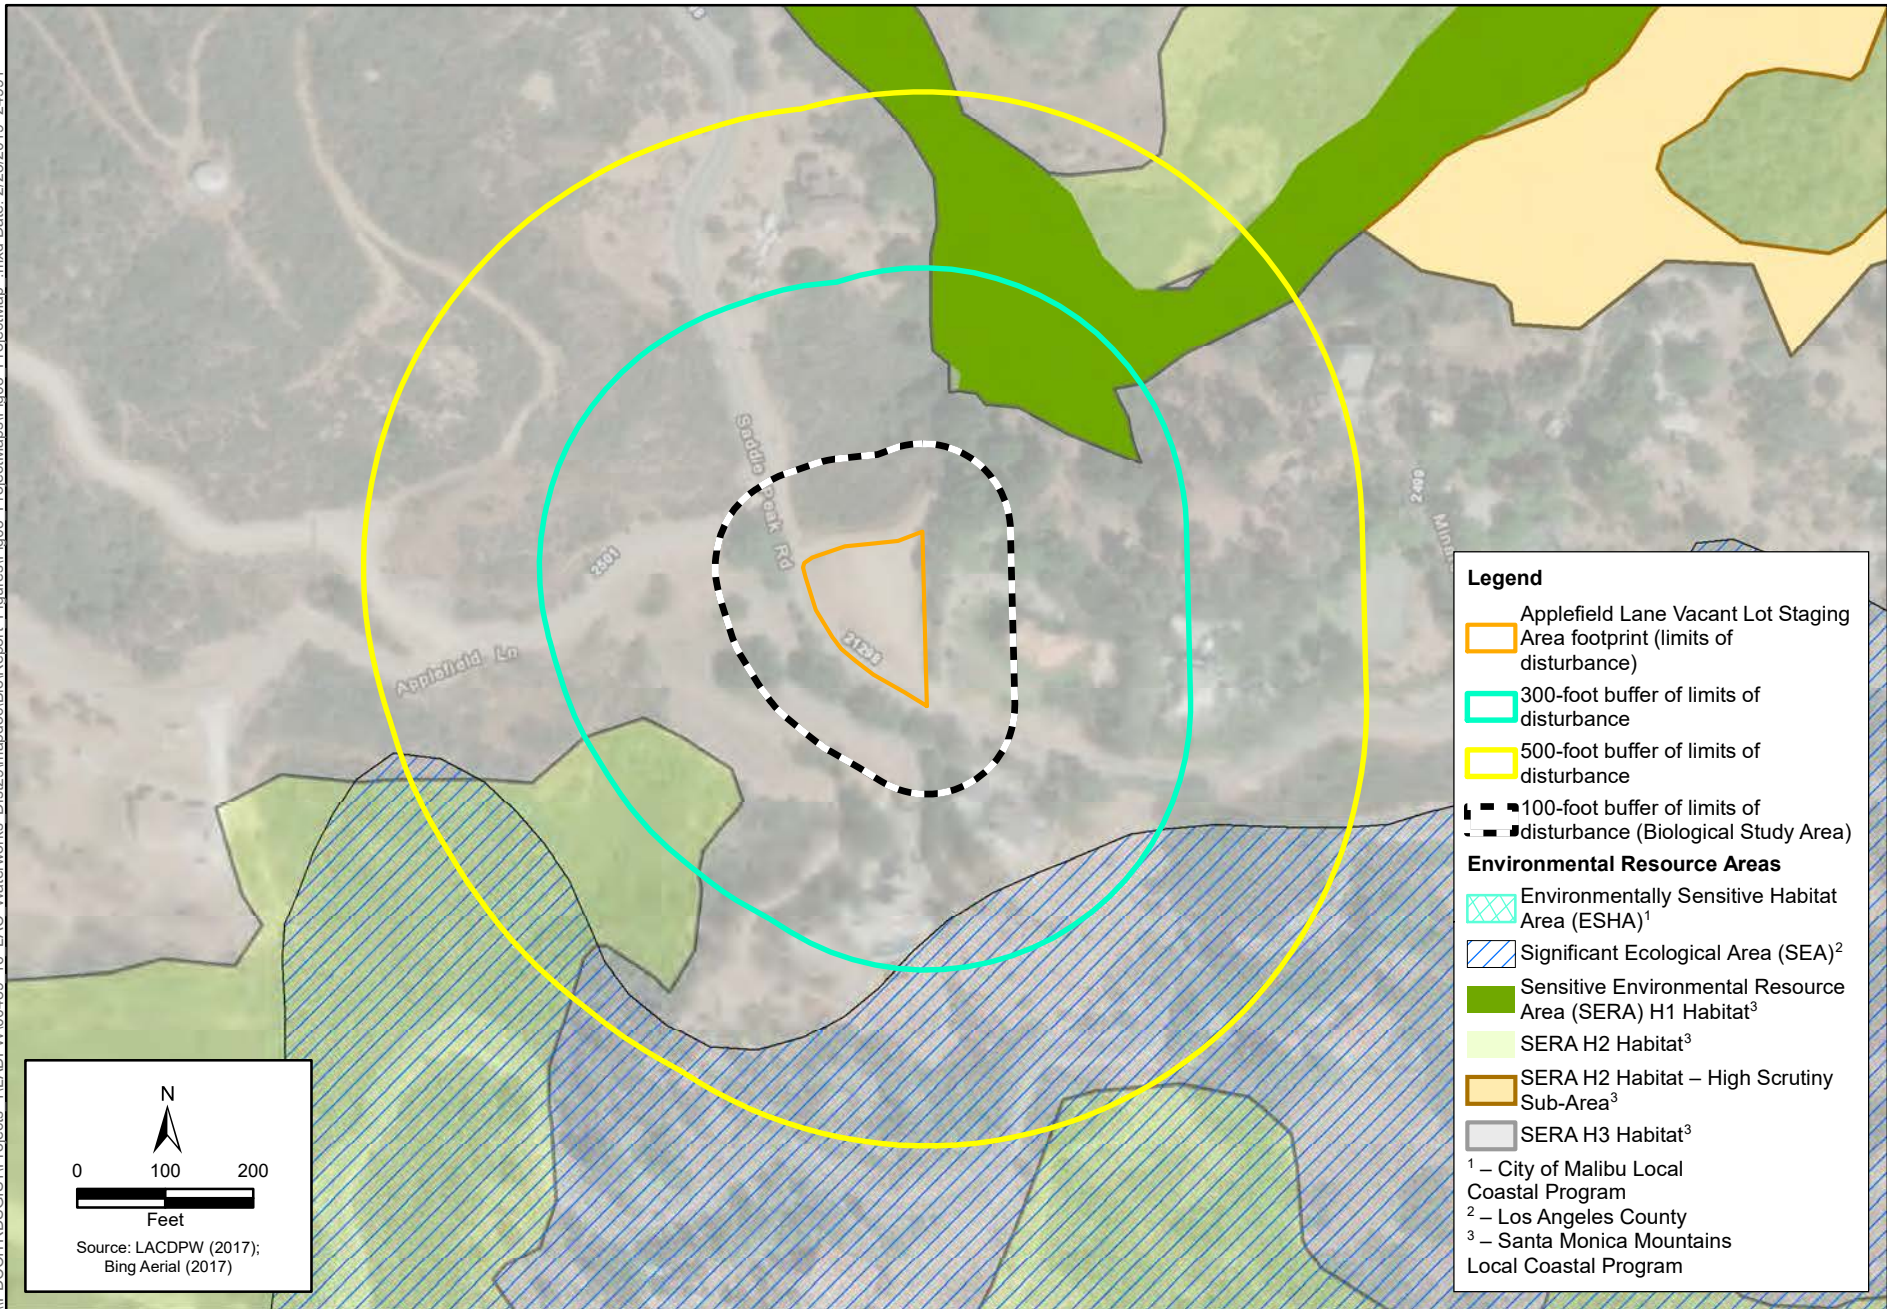 Saddle Peak Rd
2501
Applefield Ln
21298
2499
Legend
Applefield Lane Vacant Lot Staging
Area footprint (limits of
disturbance)
300-foot buffer of limits of
disturbance
500-foot buffer of limits of
disturbance
100-foot buffer of limits of
disturbance (Biological Study Area)
Environmental Resource Areas
Environmentally Sensitive Habitat
Area (ESHA)¹
Significant Ecological Area (SEA)²
Sensitive Environmental Resource
Area (SERA) H1 Habitat³
SERA H2 Habitat³
SERA H2 Habitat – High Scrutiny
Sub-Area³
SERA H3 Habitat³
¹ – City of Malibu Local
Coastal Program
² – Los Angeles County
³ – Santa Monica Mountains
Local Coastal Program
N
0 100 200
Feet
Source: LACDPW (2017);
Bing Aerial (2017)